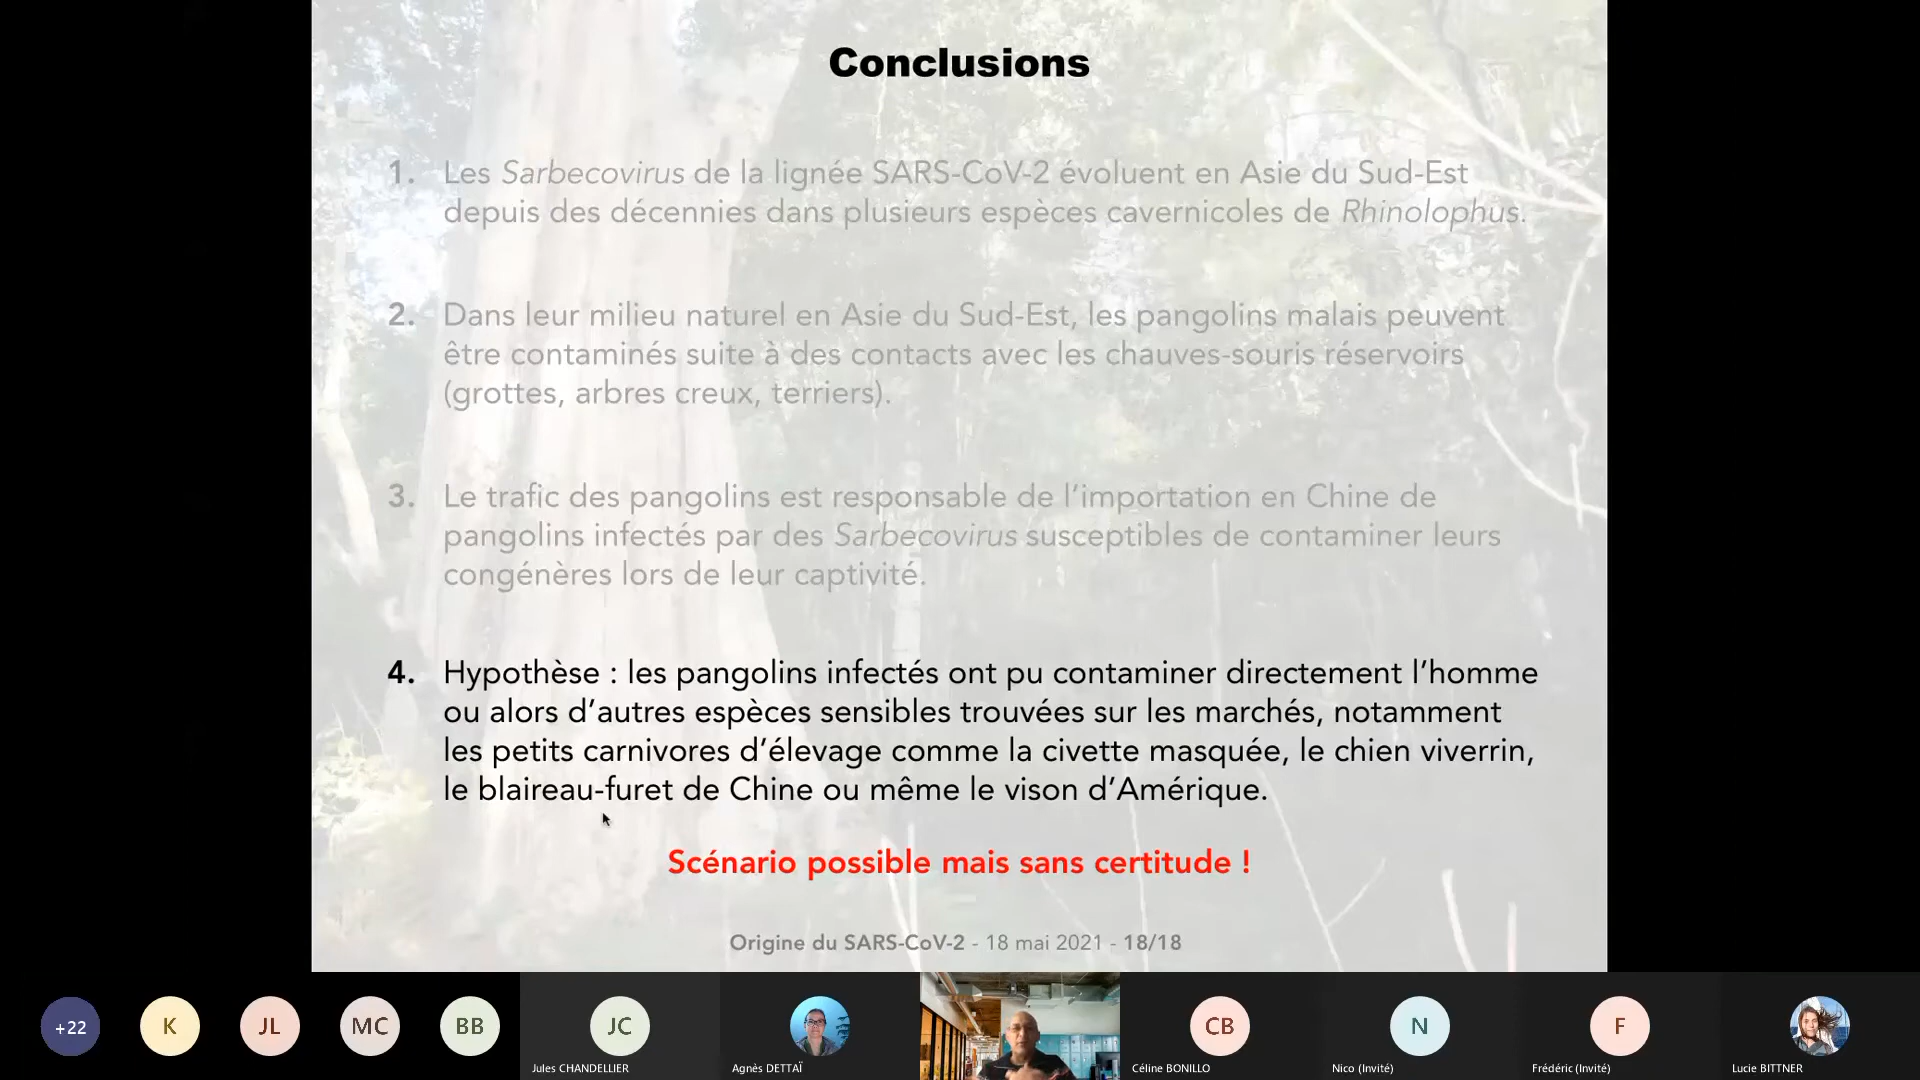 Conclusions
1. Les Sarbecovirus de la lignée SARS-CoV-2 évoluent en Asie du Sud-Est
depuis des décennies dans plusieurs espèces cavernicoles de Rhinolophus.
2. Dans leur milieu naturel en Asie du Sud-Est, les pangolins malais peuvent
être contaminés suite à des contacts avec les chauves-souris réservoirs
(grottes, arbres creux, terriers).
3. Le trafic des pangolins est responsable de l’importation en Chine de
pangolins infectés par des Sarbecovirus susceptibles de contaminer leurs
congénères lors de leur captivité.
4. Hypothèse : les pangolins infectés ont pu contaminer directement l’homme
ou alors d’autres espèces sensibles trouvées sur les marchés, notamment
les petits carnivores d’élevage comme la civette masquée, le chien viverrin,
le blaireau-furet de Chine ou même le vison d’Amérique.
Scénario possible mais sans certitude !
Origine du SARS-CoV-2 - 18 mai 2021 - 18/18
+22 K JL MC BB JC CB N F
Jules CHANDELLIER Agnès DETTAÏ Céline BONILLO Nico (Invité) Frédéric (Invité) Lucie BITTNER